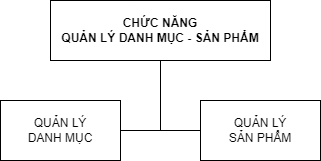 CHỨC NĂNG
QUẢN LÝ DANH MỤC - SẢN PHẨM
QUẢN LÝ
DANH MỤC
QUẢN LÝ
SẢN PHẨM